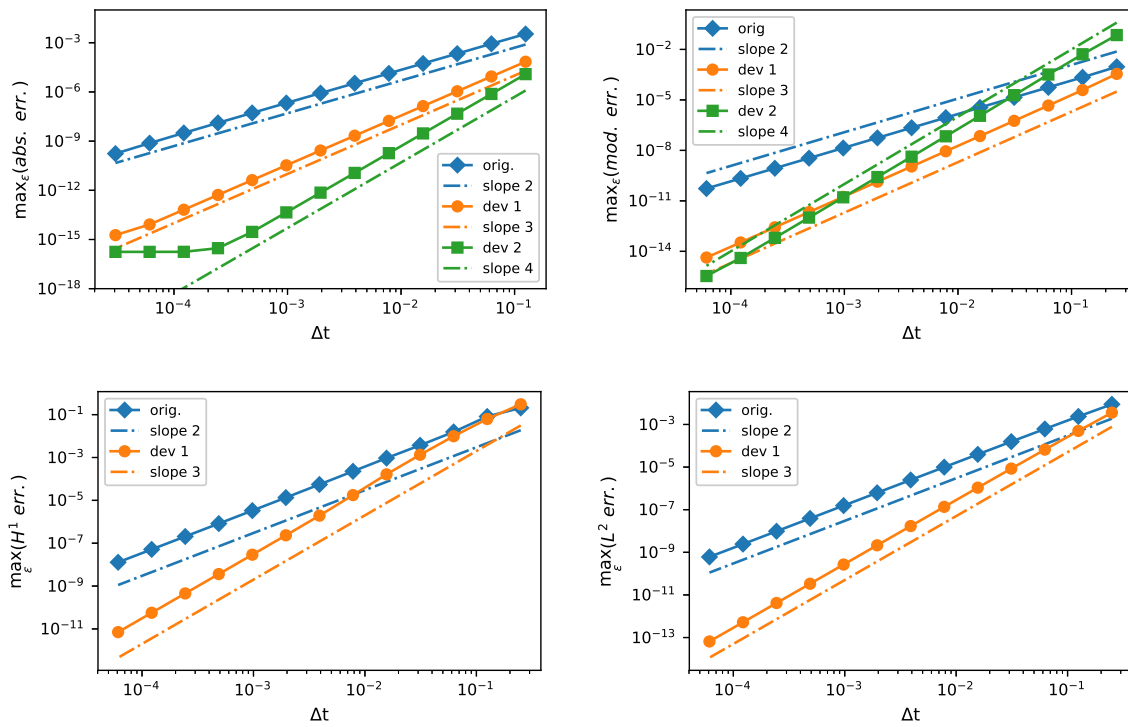 max_ε(abs. err.)
10^{-3}
10^{-6}
10^{-9}
10^{-12}
10^{-15}
10^{-18}
orig.
slope 2
dev 1
slope 3
dev 2
slope 4
10^{-4}
10^{-3}
10^{-2}
10^{-1}
Δt
max_ε(mod. err.)
10^{-2}
10^{-5}
10^{-8}
10^{-11}
10^{-14}
orig
slope 2
dev 1
slope 3
dev 2
slope 4
10^{-4}
10^{-3}
10^{-2}
10^{-1}
Δt
max_ε(H^1 err.)
10^{-1}
10^{-3}
10^{-5}
10^{-7}
10^{-9}
10^{-11}
orig.
slope 2
dev 1
slope 3
10^{-4}
10^{-3}
10^{-2}
10^{-1}
Δt
max_ε(L^2 err.)
10^{-3}
10^{-5}
10^{-7}
10^{-9}
10^{-11}
10^{-13}
orig.
slope 2
dev 1
slope 3
10^{-4}
10^{-3}
10^{-2}
10^{-1}
Δt